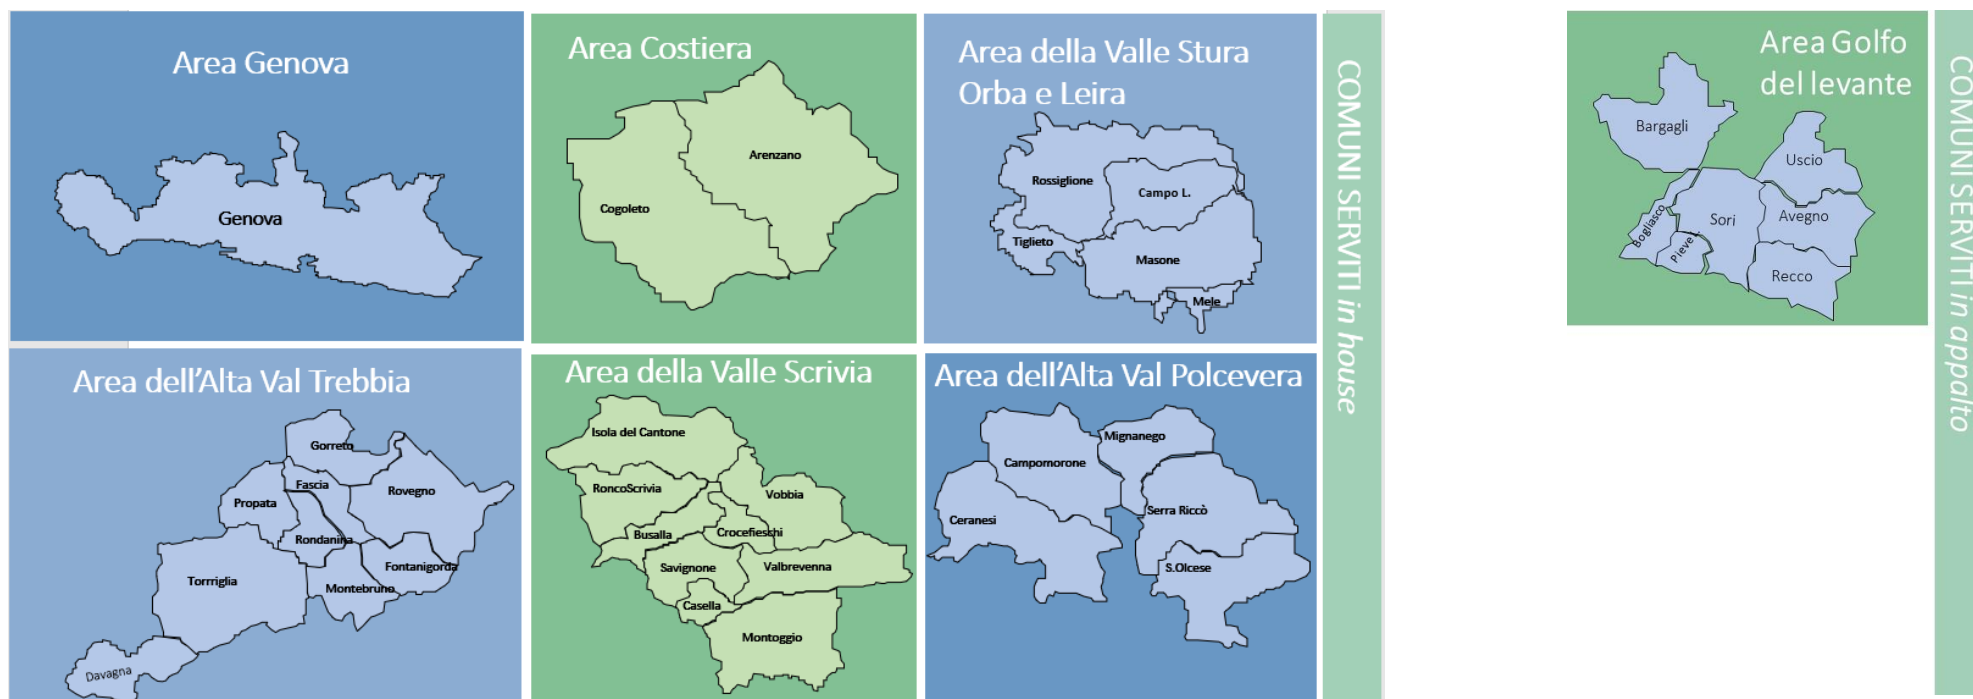 Area Genova
Genova
Area Costiera
Arenzano
Cogoleto
Area della Valle Stura
Orba e Leira
Rossiglione
Campo L.
Tiglieto
Masone
Mele
COMUNI SERVITI in house
Area Golfo
del levante
Bargagli
Uscio
Bogliasco
Sori
Avegno
Pieve L.
Recco
COMUNI SERVITI in appalto
Area dell'Alta Val Trebbia
Gorreto
Fascia
Rovegno
Propata
Rondanina
Fontanigorda
Torrriglia
Montebruno
Davagna
Area della Valle Scrivia
Isola del Cantone
RoncoScrivia
Vobbia
Busalla
Crocefieschi
Savignone
Valbrevenna
Casella
Montoggio
Area dell'Alta Val Polcevera
Mignanego
Campomorone
Ceranesi
Serra Riccò
S.Olcese